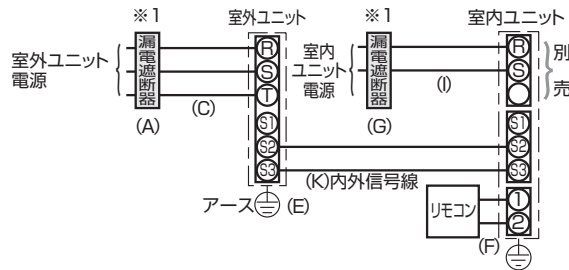 ※1
室外ユニット
※1
室内ユニット
室外ユニット
電源
漏電遮断器
(A)
(C)
R
S
T
S1
S2
S3
アース
(E)
室内
ユニット
電源
漏電遮断器
(G)
(I)
R
S
別売
S1
S2
S3
(K)内外信号線
リモコン
(F)
1
2